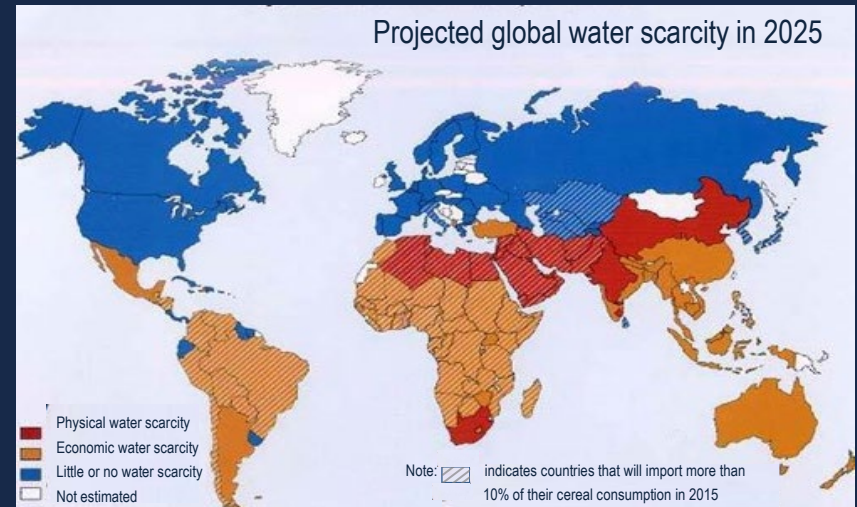 Projected global water scarcity in 2025
Physical water scarcity
Economic water scarcity
Little or no water scarcity
Not estimated
Note: indicates countries that will import more than
10% of their cereal consumption in 2015